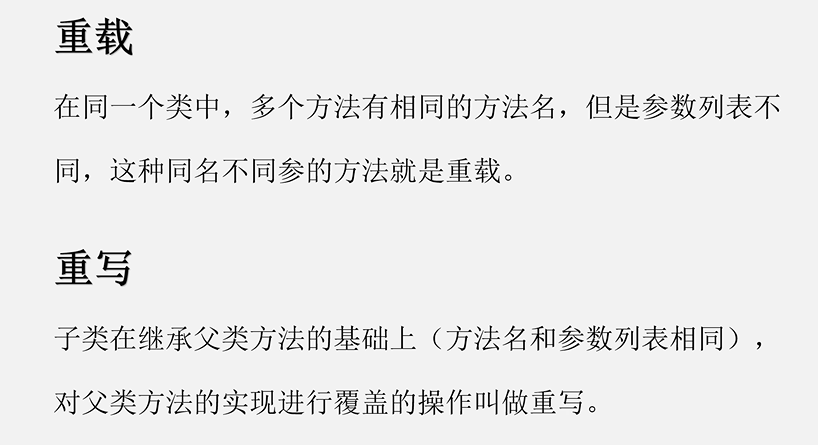 重载
在同一个类中，多个方法有相同的方法名，但是参数列表不
同，这种同名不同参的方法就是重载。
重写
子类在继承父类方法的基础上（方法名和参数列表相同），
对父类方法的实现进行覆盖的操作叫做重写。